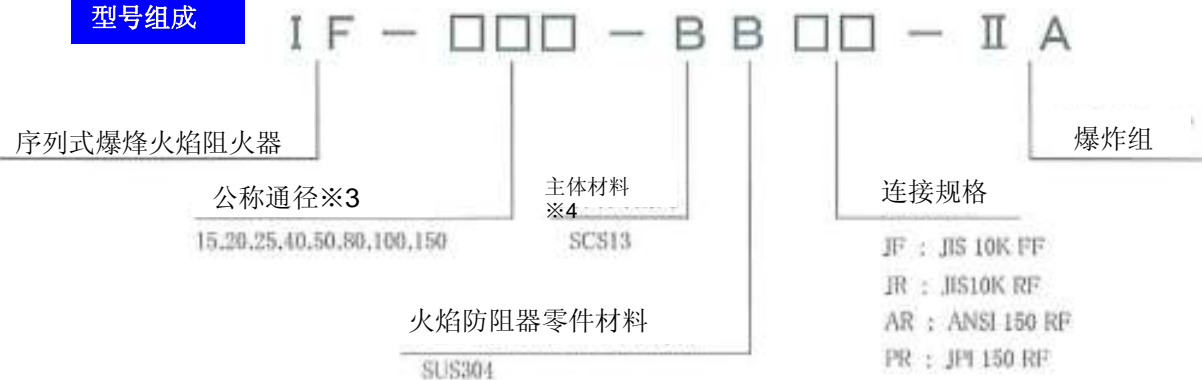 型号组成
IF-□□□-BB□□-ⅡA
序列式爆烽火焰阻火器
爆炸组
公称通径※3
15,20,25,40,50,80,100,150
主体材料
※4
SCS13
连接规格
JF : JIS 10K FF
JR : JIS10K RF
AR : ANSI 150 RF
PR : JPI 150 RF
火焰防阻器零件材料
SUS304